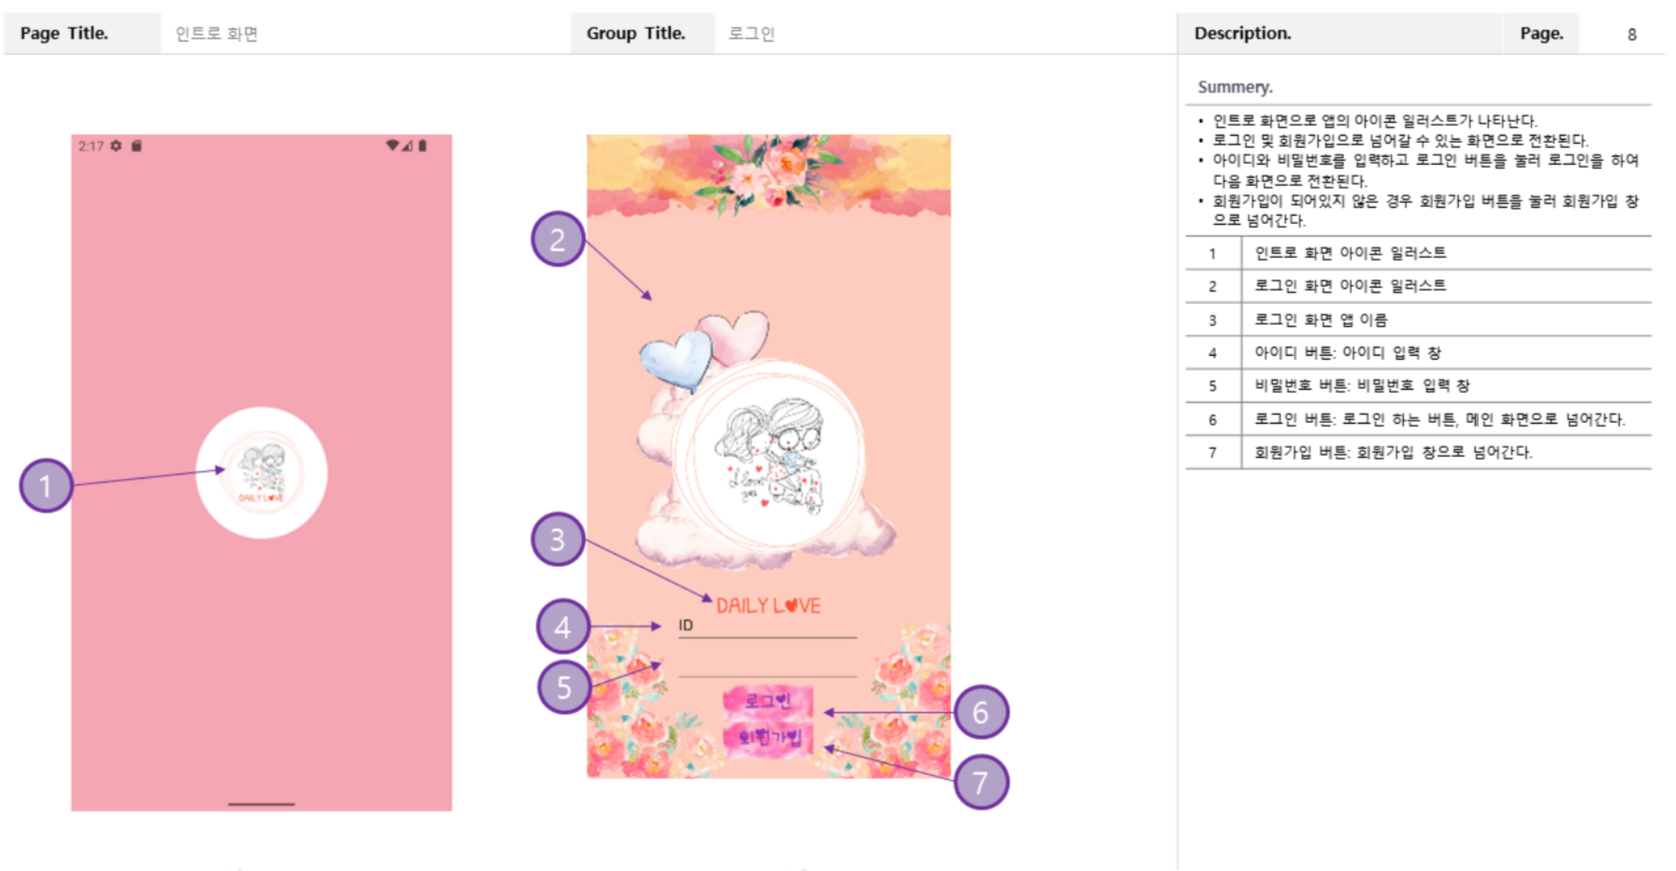 Page Title.
인트로 화면
Group Title.
로그인
Description.
Page.
8
2:17
1
DAILY LOVE
2
I love
you
3
DAILY LOVE
4
ID
5
로그인
6
회원가입
7
Summery.
• 인트로 화면으로 앱의 아이콘 일러스트가 나타난다.
• 로그인 및 회원가입으로 넘어갈 수 있는 화면으로 전환된다.
• 아이디와 비밀번호를 입력하고 로그인 버튼을 눌러 로그인을 하여
다음 화면으로 전환된다.
• 회원가입이 되어있지 않은 경우 회원가입 버튼을 눌러 회원가입 창
으로 넘어간다.
1 인트로 화면 아이콘 일러스트
2 로그인 화면 아이콘 일러스트
3 로그인 화면 앱 이름
4 아이디 버튼: 아이디 입력 창
5 비밀번호 버튼: 비밀번호 입력 창
6 로그인 버튼: 로그인 하는 버튼, 메인 화면으로 넘어간다.
7 회원가입 버튼: 회원가입 창으로 넘어간다.